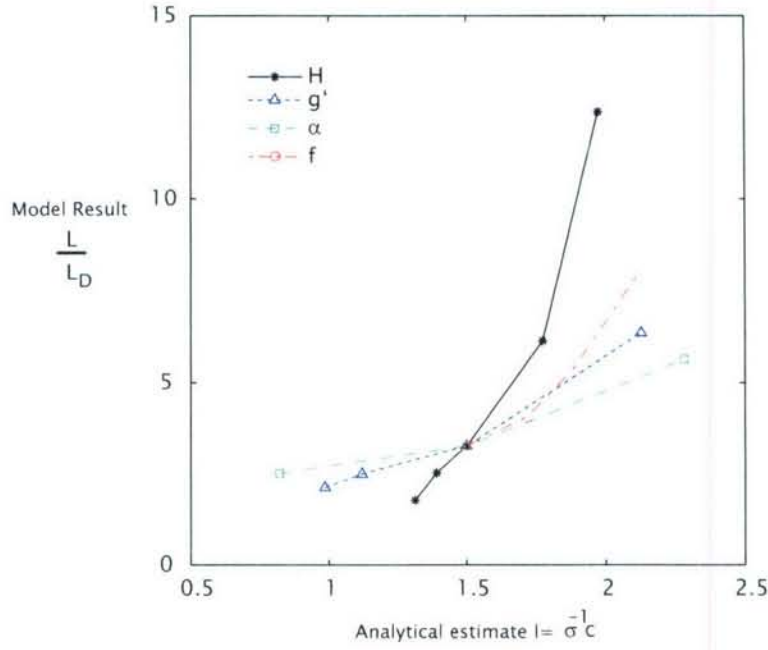 15
H
g'
α
f
10
Model Result
L
L_D
5
0
0.5 1 1.5 2 2.5
Analytical estimate l= σ⁻¹c